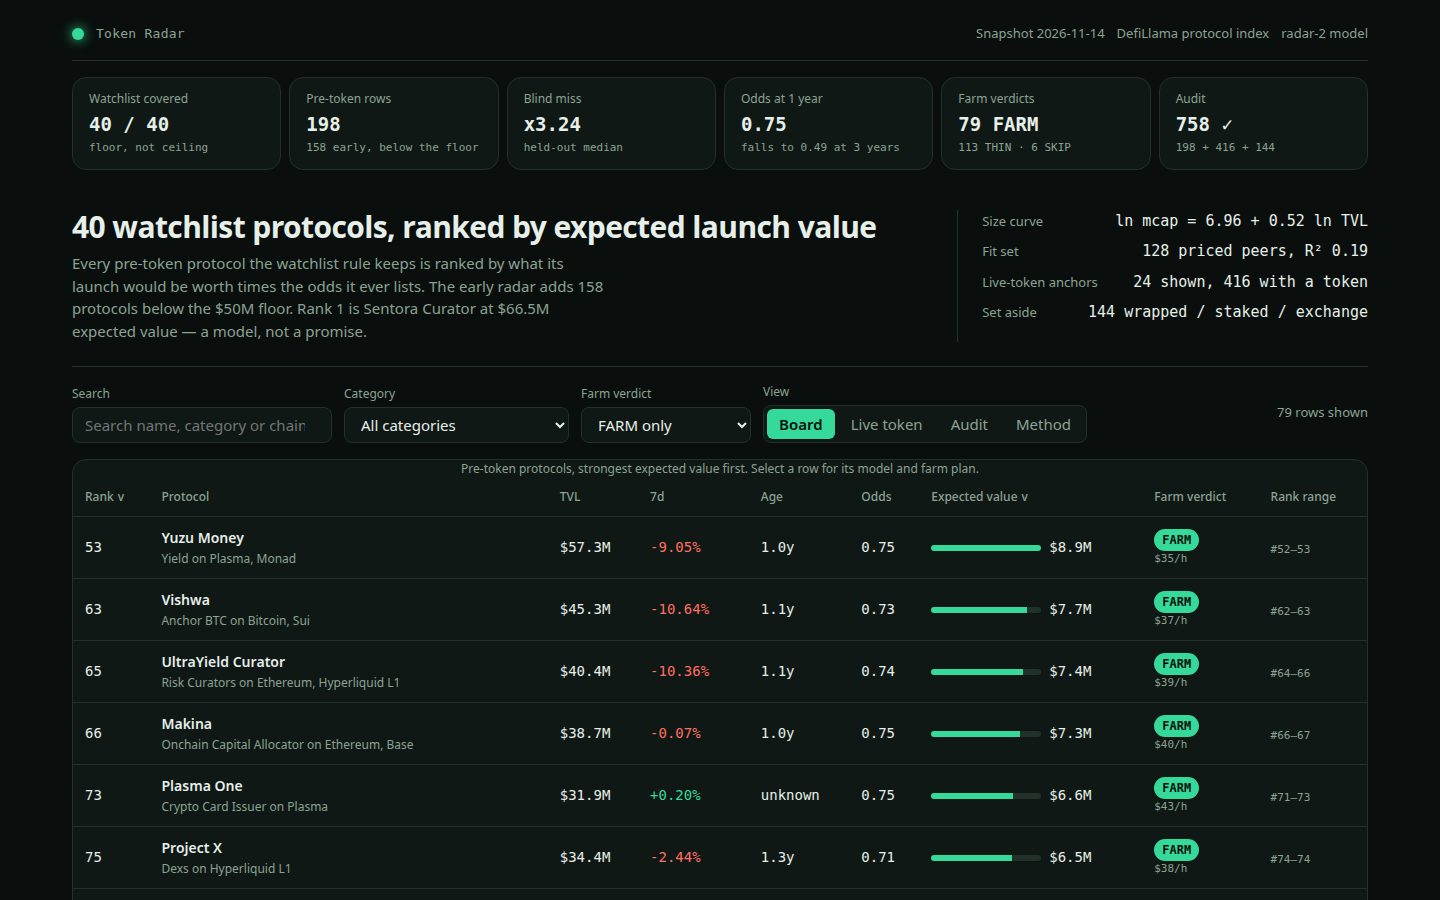 Token Radar
Snapshot 2026-11-14 DefiLlama protocol index radar-2 model
Watchlist covered
40 / 40
floor, not ceiling
Pre-token rows
198
158 early, below the floor
Blind miss
x3.24
held-out median
Odds at 1 year
0.75
falls to 0.49 at 3 years
Farm verdicts
79 FARM
113 THIN · 6 SKIP
Audit
758 ✓
198 + 416 + 144
40 watchlist protocols, ranked by expected launch value
Every pre-token protocol the watchlist rule keeps is ranked by what its
launch would be worth times the odds it ever lists. The early radar adds 158
protocols below the $50M floor. Rank 1 is Sentora Curator at $66.5M
expected value — a model, not a promise.
Size curve ln mcap = 6.96 + 0.52 ln TVL
Fit set 128 priced peers, R² 0.19
Live-token anchors 24 shown, 416 with a token
Set aside 144 wrapped / staked / exchange
Search
Search name, category or chain
Category
All categories
Farm verdict
FARM only
View
Board Live token Audit Method
79 rows shown
Pre-token protocols, strongest expected value first. Select a row for its model and farm plan.
Rank v Protocol TVL 7d Age Odds Expected value v Farm verdict Rank range
53 Yuzu Money $57.3M -9.05% 1.0y 0.75 $8.9M FARM #52–53
Yield on Plasma, Monad $35/h
63 Vishwa $45.3M -10.64% 1.1y 0.73 $7.7M FARM #62–63
Anchor BTC on Bitcoin, Sui $37/h
65 UltraYield Curator $40.4M -10.36% 1.1y 0.74 $7.4M FARM #64–66
Risk Curators on Ethereum, Hyperliquid L1 $39/h
66 Makina $38.7M -0.07% 1.0y 0.75 $7.3M FARM #66–67
Onchain Capital Allocator on Ethereum, Base $40/h
73 Plasma One $31.9M +0.20% unknown 0.75 $6.6M FARM #71–73
Crypto Card Issuer on Plasma $43/h
75 Project X $34.4M -2.44% 1.3y 0.71 $6.5M FARM #74–74
Dexs on Hyperliquid L1 $38/h